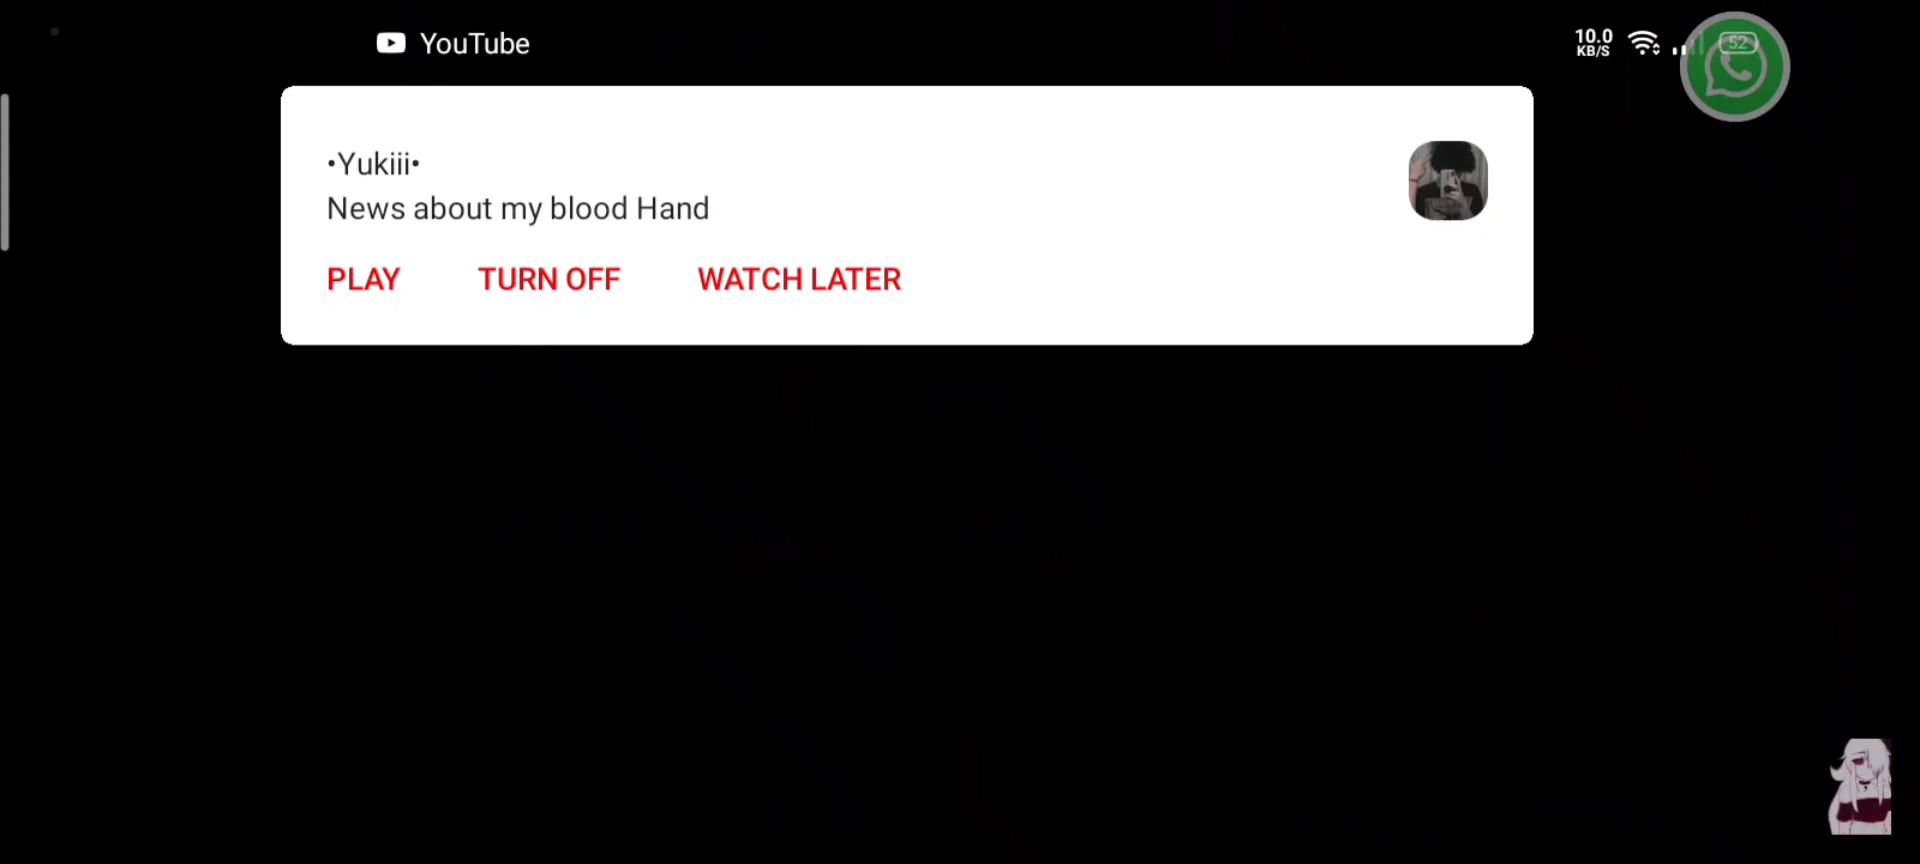 YouTube
10.0
KB/S
52
•Yukiii•
News about my blood Hand
PLAY
TURN OFF
WATCH LATER